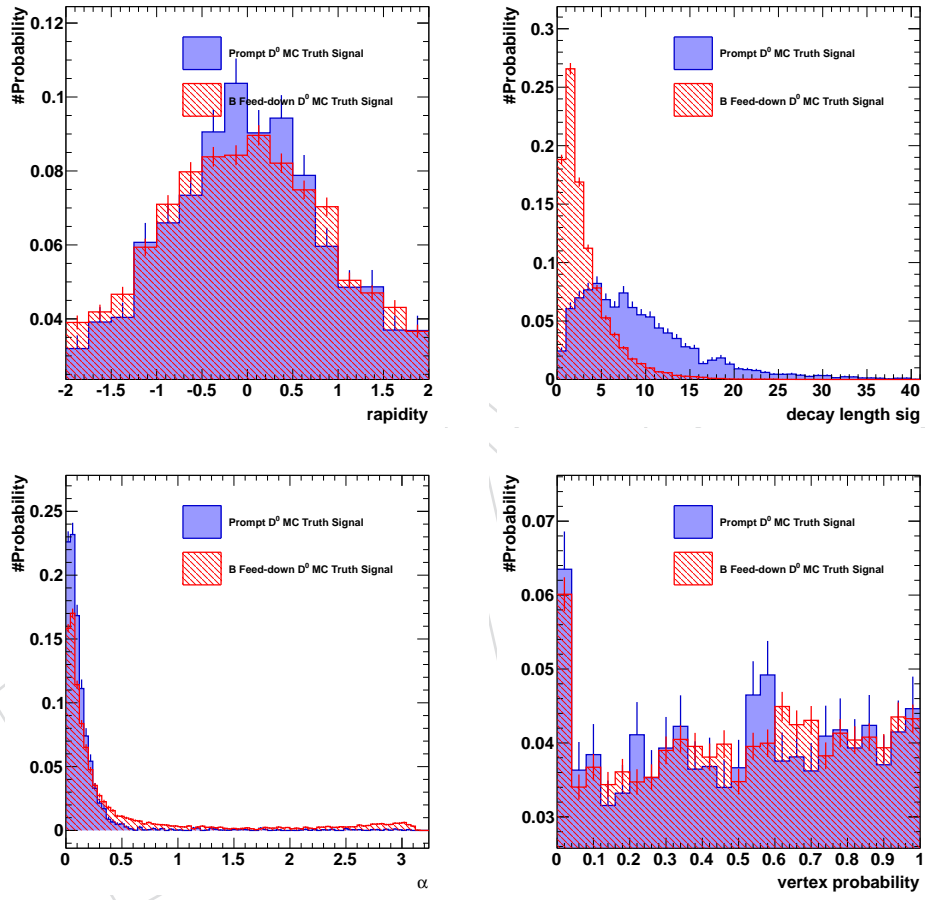 #Probability
0.12
0.1
0.08
0.06
0.04
Prompt D⁰ MC Truth Signal
B Feed-down D⁰ MC Truth Signal
-2 -1.5 -1 -0.5 0 0.5 1 1.5 2
rapidity
#Probability
0.3
0.25
0.2
0.15
0.1
0.05
0
Prompt D⁰ MC Truth Signal
B Feed-down D⁰ MC Truth Signal
0 5 10 15 20 25 30 35 40
decay length sig
#Probability
0.25
0.2
0.15
0.1
0.05
0
Prompt D⁰ MC Truth Signal
B Feed-down D⁰ MC Truth Signal
0 0.5 1 1.5 2 2.5 3
α
#Probability
0.07
0.06
0.05
0.04
0.03
Prompt D⁰ MC Truth Signal
B Feed-down D⁰ MC Truth Signal
0 0.1 0.2 0.3 0.4 0.5 0.6 0.7 0.8 0.9 1
vertex probability